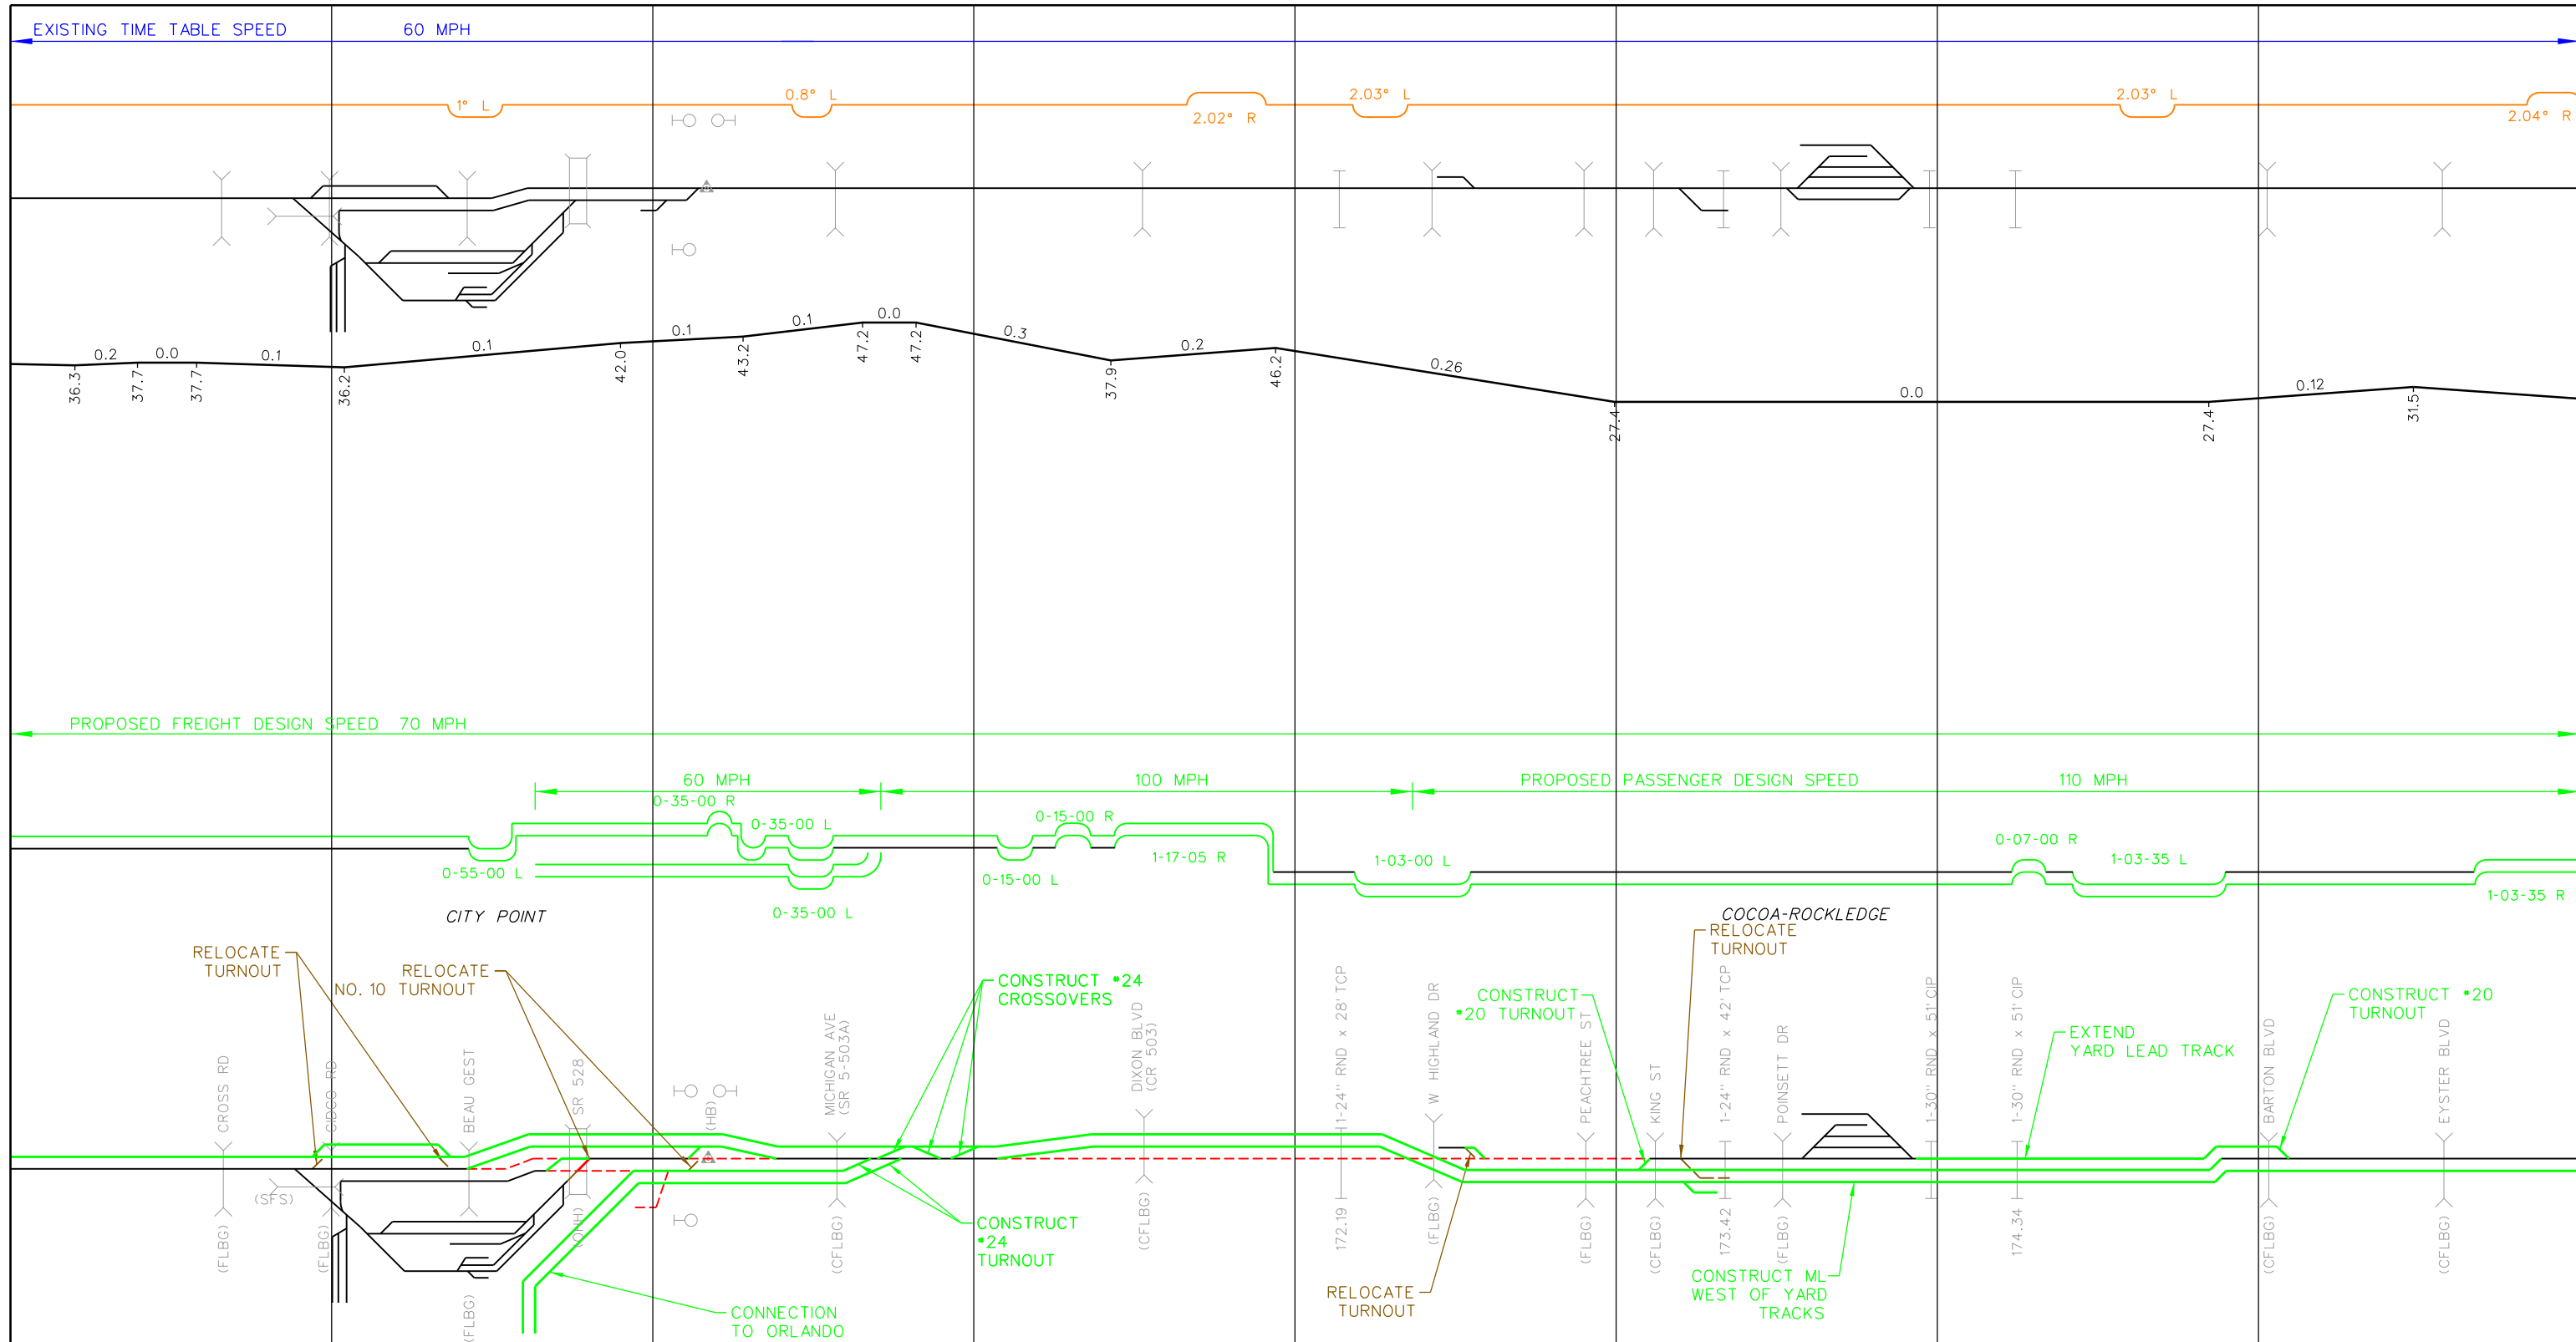 EXISTING TIME TABLE SPEED 60 MPH
1° L
0.8° L
2.02° R
2.03° L
2.03° L
2.04° R
0.2
0.0
0.1
0.1
0.1
0.1
0.0
0.3
0.2
0.26
0.0
0.12
36.3
37.7
37.7
36.2
42.0
43.2
47.2
47.2
37.9
46.2
27.4
27.4
31.5
PROPOSED FREIGHT DESIGN SPEED 70 MPH
60 MPH
100 MPH
PROPOSED PASSENGER DESIGN SPEED 110 MPH
0-35-00 R
0-35-00 L
0-15-00 R
0-55-00 L
0-35-00 L
0-15-00 L
1-17-05 R
1-03-00 L
0-07-00 R
1-03-35 L
1-03-35 R
CITY POINT
COCOA-ROCKLEDGE
RELOCATE
TURNOUT
RELOCATE
NO. 10 TURNOUT
CONSTRUCT #24
CROSSOVERS
CONSTRUCT
#20 TURNOUT
RELOCATE
TURNOUT
EXTEND
YARD LEAD TRACK
CONSTRUCT #20
TURNOUT
CROSS RD
(FLBG)
(SFS)
CIDCO RD
(FLBG)
BEAU GEST
(FLBG)
SR 528
(OHH)
(HB)
MICHIGAN AVE
(SR 5-503A)
(CFLBG)
DIXON BLVD
(CR 503)
(CFLBG)
1-24" RND x 28' TCP
172.19
W HIGHLAND DR
(FLBG)
PEACHTREE ST
(FLBG)
KING ST
(CFLBG)
1-24" RND x 42' TCP
173.42
POINSETT DR
(FLBG)
1-30" RND x 51' CIP
1-30" RND x 51' CIP
174.34
BARTON BLVD
(CFLBG)
EYSTER BLVD
(CFLBG)
CONSTRUCT
#24
TURNOUT
CONNECTION
TO ORLANDO
RELOCATE
TURNOUT
CONSTRUCT ML
WEST OF YARD
TRACKS